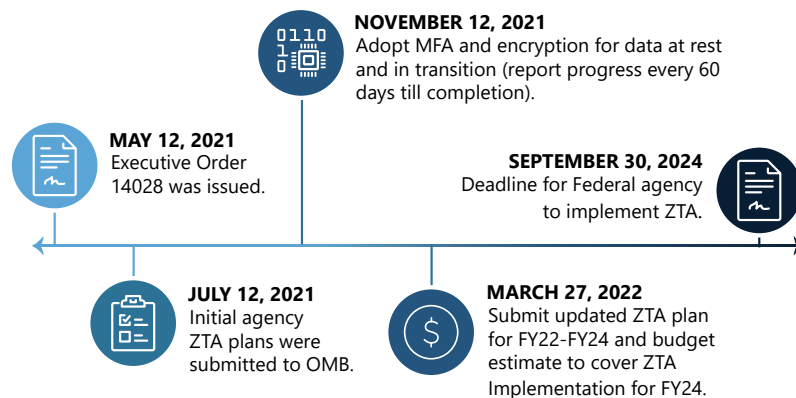 0110
1
0
NOVEMBER 12, 2021
Adopt MFA and encryption for data at rest
and in transition (report progress every 60
days till completion).
MAY 12, 2021
Executive Order
14028 was issued.
SEPTEMBER 30, 2024
Deadline for Federal agency
to implement ZTA.
JULY 12, 2021
Initial agency
ZTA plans were
submitted to OMB.
$
MARCH 27, 2022
Submit updated ZTA plan
for FY22-FY24 and budget
estimate to cover ZTA
Implementation for FY24.